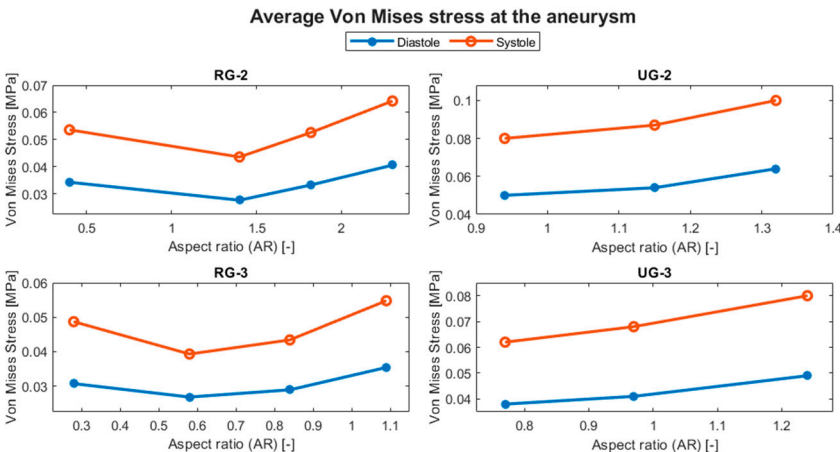 Average Von Mises stress at the aneurysm
Diastole Systole
RG-2
Von Mises Stress [MPa]
0.07
0.06
0.05
0.04
0.03
0.5 1 1.5 2
Aspect ratio (AR) [-]
UG-2
Von Mises Stress [MPa]
0.1
0.08
0.06
0.04
0.9 1 1.1 1.2 1.3 1.4
Aspect ratio (AR) [-]
RG-3
Von Mises Stress [MPa]
0.06
0.05
0.04
0.03
0.3 0.4 0.5 0.6 0.7 0.8 0.9 1 1.1
Aspect ratio (AR) [-]
UG-3
Von Mises Stress [MPa]
0.08
0.07
0.06
0.05
0.04
0.8 0.9 1 1.1 1.2
Aspect ratio (AR) [-]